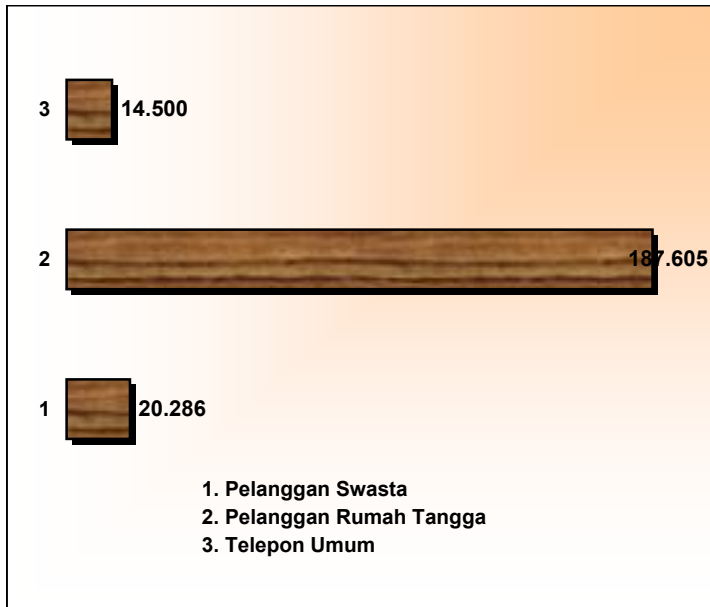 3 14.500
2 187.605
1 20.286
1. Pelanggan Swasta
2. Pelanggan Rumah Tangga
3. Telepon Umum